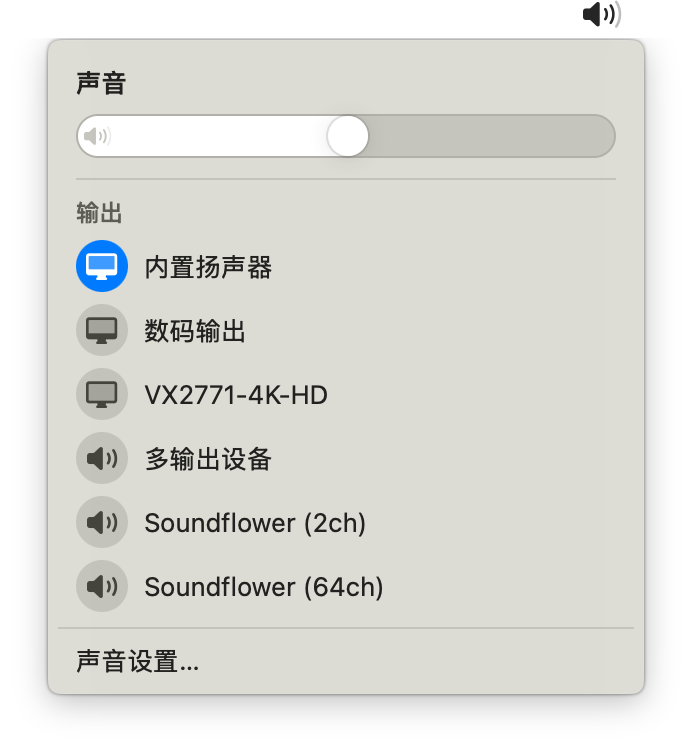 声音
输出
内置扬声器
数码输出
VX2771-4K-HD
多输出设备
Soundflower (2ch)
Soundflower (64ch)
声音设置...